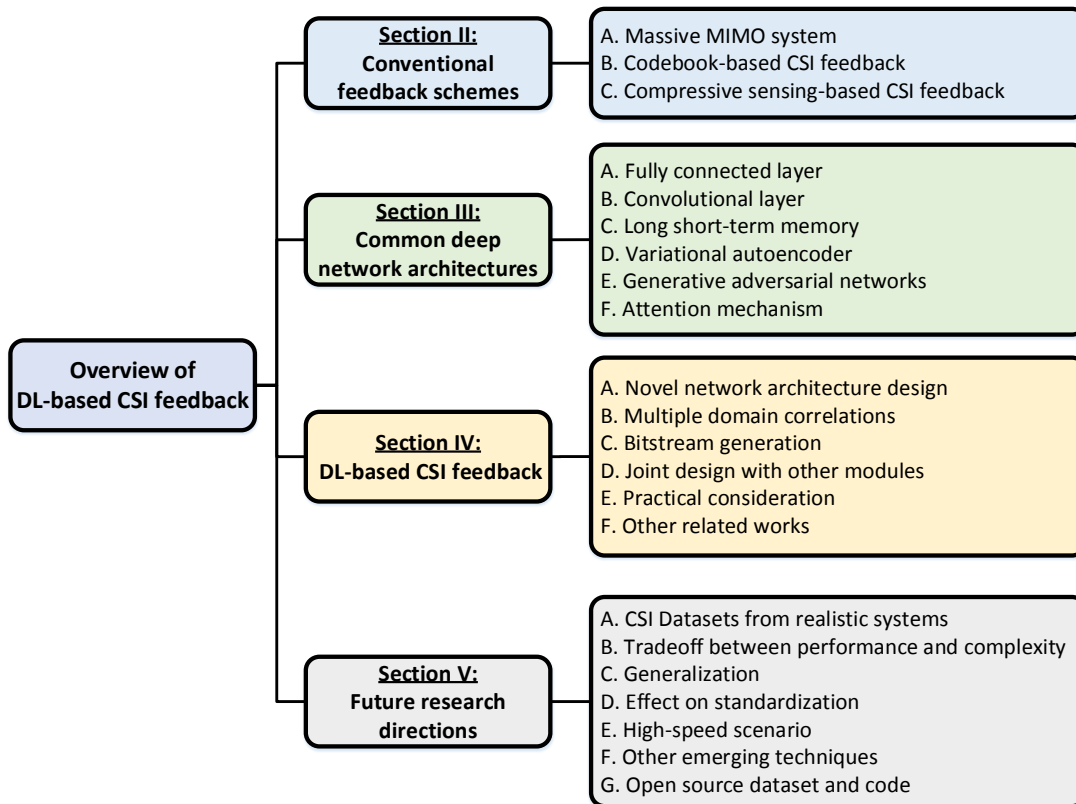 Overview of
DL-based CSI feedback
Section II:
Conventional
feedback schemes
A. Massive MIMO system
B. Codebook-based CSI feedback
C. Compressive sensing-based CSI feedback
Section III:
Common deep
network architectures
A. Fully connected layer
B. Convolutional layer
C. Long short-term memory
D. Variational autoencoder
E. Generative adversarial networks
F. Attention mechanism
Section IV:
DL-based CSI feedback
A. Novel network architecture design
B. Multiple domain correlations
C. Bitstream generation
D. Joint design with other modules
E. Practical consideration
F. Other related works
Section V:
Future research
directions
A. CSI Datasets from realistic systems
B. Tradeoff between performance and complexity
C. Generalization
D. Effect on standardization
E. High-speed scenario
F. Other emerging techniques
G. Open source dataset and code